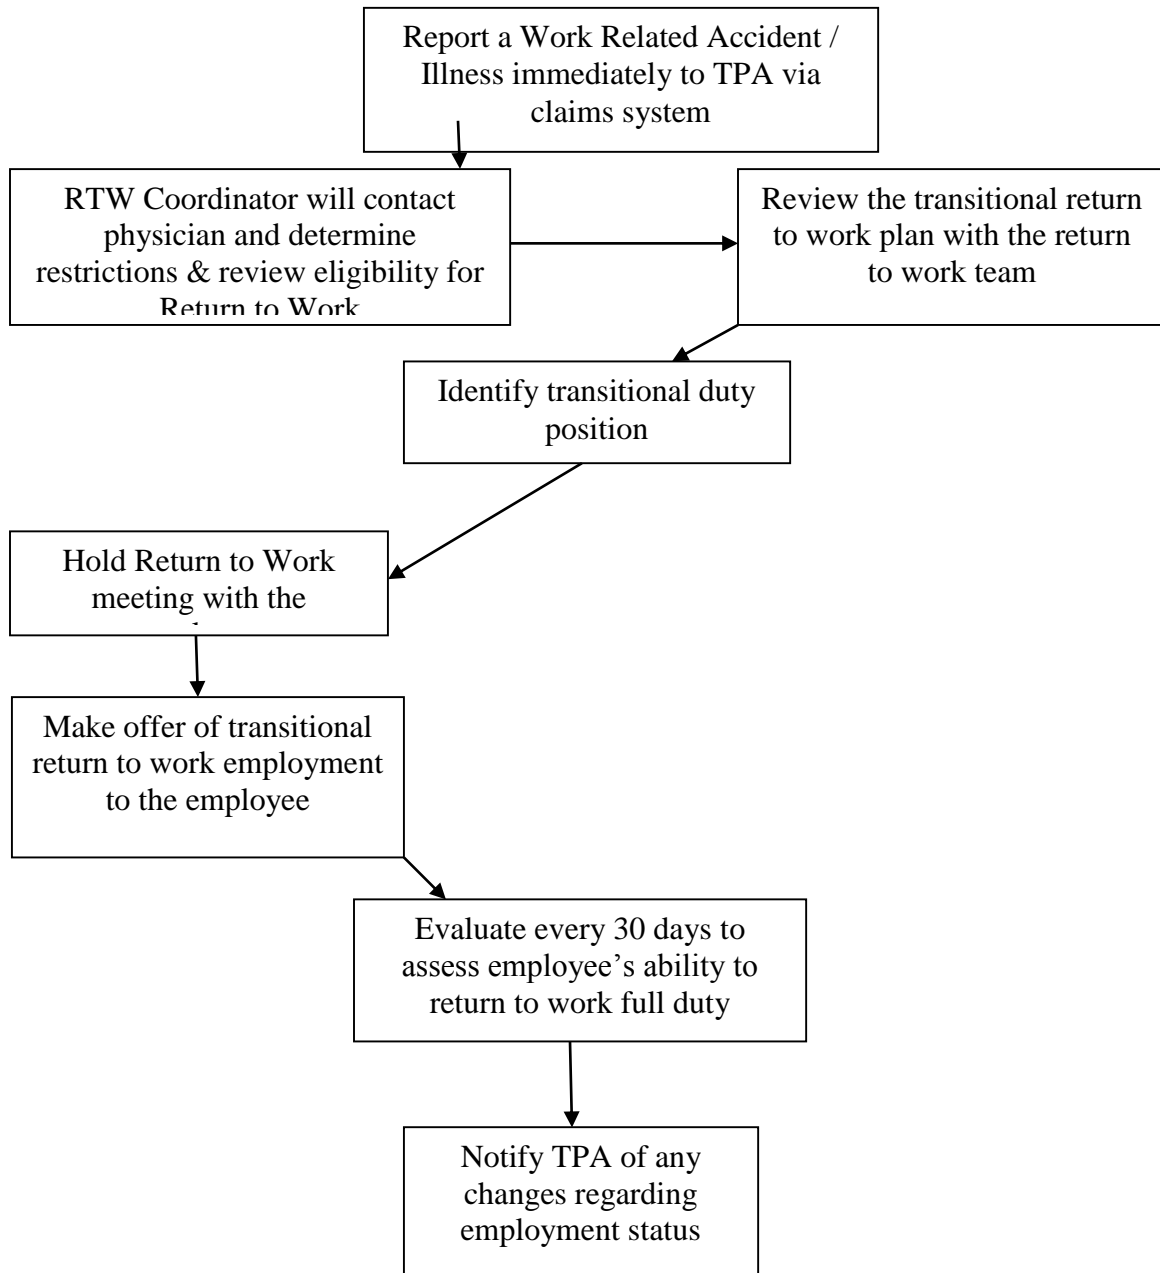 Report a Work Related Accident /
Illness immediately to TPA via
claims system
RTW Coordinator will contact
physician and determine
restrictions & review eligibility for
Return to Work
Review the transitional return
to work plan with the return
to work team
Identify transitional duty
position
Hold Return to Work
meeting with the
Make offer of transitional
return to work employment
to the employee
Evaluate every 30 days to
assess employee’s ability to
return to work full duty
Notify TPA of any
changes regarding
employment status